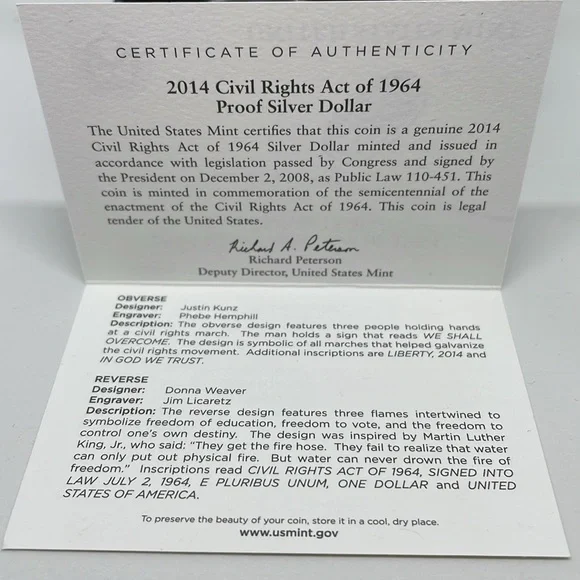 CERTIFICATE OF AUTHENTICITY
2014 Civil Rights Act of 1964
Proof Silver Dollar
The United States Mint certifies that this coin is a genuine 2014
Civil Rights Act of 1964 Silver Dollar minted and issued in
accordance with legislation passed by Congress and signed by
the President on December 2, 2008, as Public Law 110-451. This
coin is minted in commemoration of the semicentennial of the
enactment of the Civil Rights Act of 1964. This coin is legal
tender of the United States.
Richard A. Peterson
Richard Peterson
Deputy Director, United States Mint
OBVERSE
Designer: Justin Kunz
Engraver: Phebe Hemphill
Description: The obverse design features three people holding hands
at a civil rights march. The man holds a sign that reads WE SHALL
OVERCOME. The design is symbolic of all marches that helped galvanize
the civil rights movement. Additional inscriptions are LIBERTY, 2014 and
IN GOD WE TRUST.
REVERSE
Designer: Donna Weaver
Engraver: Jim Licaretz
Description: The reverse design features three flames intertwined to
symbolize freedom of education, freedom to vote, and the freedom to
control one's own destiny. The design was inspired by Martin Luther
King, Jr., who said: "They get the fire hose. They fail to realize that water
can only put out physical fire. But water can never drown the fire of
freedom." Inscriptions read CIVIL RIGHTS ACT OF 1964, SIGNED INTO
LAW JULY 2, 1964, E PLURIBUS UNUM, ONE DOLLAR and UNITED
STATES OF AMERICA.
To preserve the beauty of your coin, store it in a cool, dry place.
www.usmint.gov